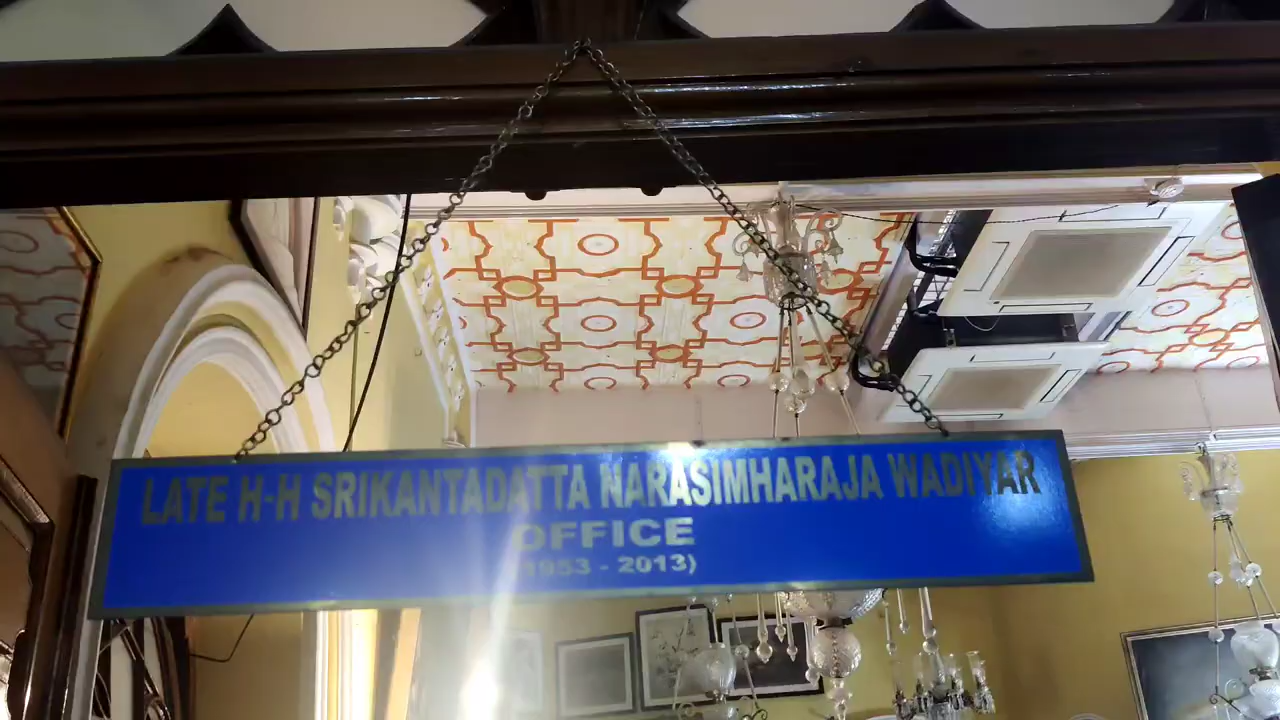 LATE H-H SRIKANTADATTA NARASIMHARAJA WADIYAR
OFFICE
(1953 - 2013)